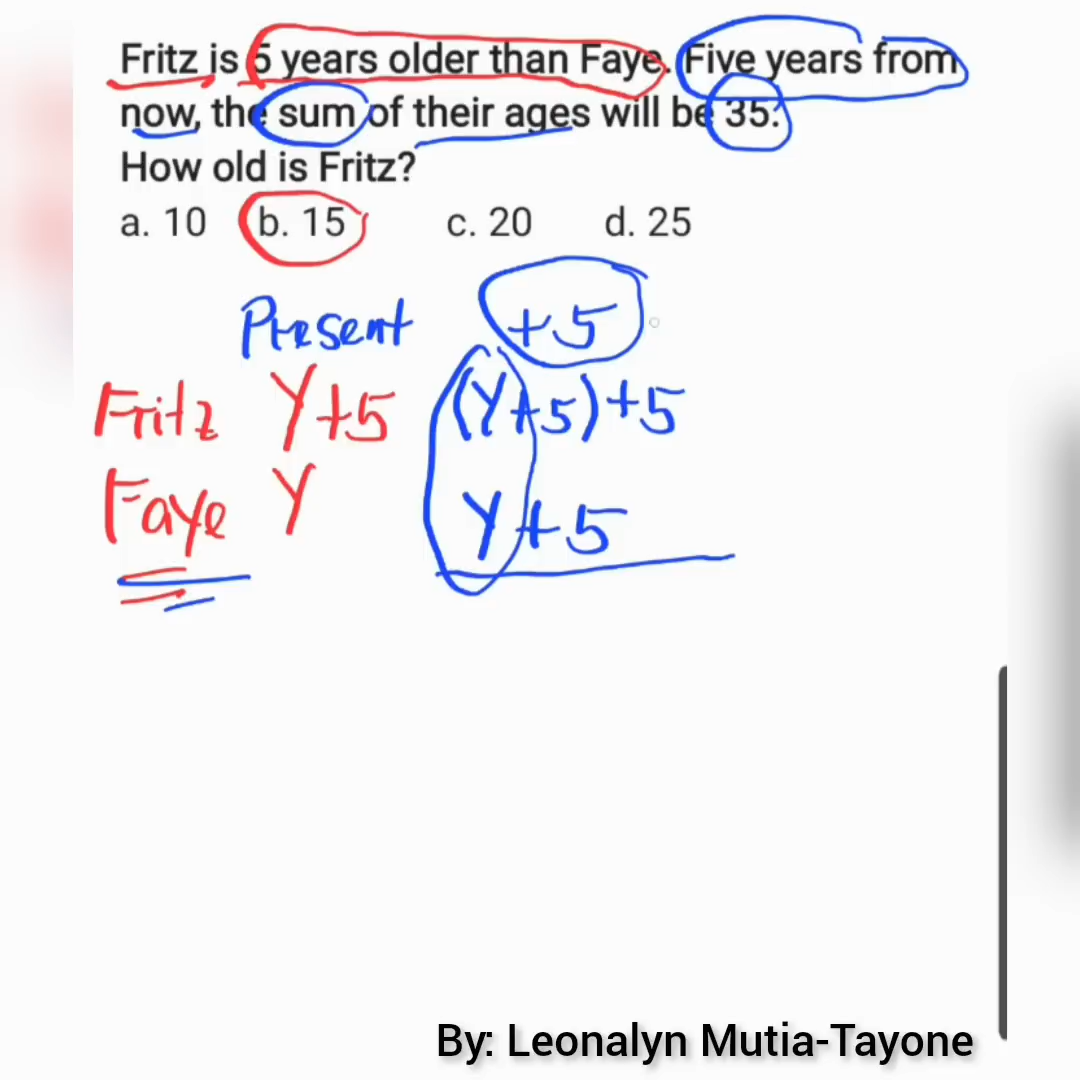 Fritz is 5 years older than Faye. Five years from
now, the sum of their ages will be 35.
How old is Fritz?
a. 10 b. 15 c. 20 d. 25
Present +5
Fritz Y+5 (Y+5)+5
Faye Y Y+5
By: Leonalyn Mutia-Tayone